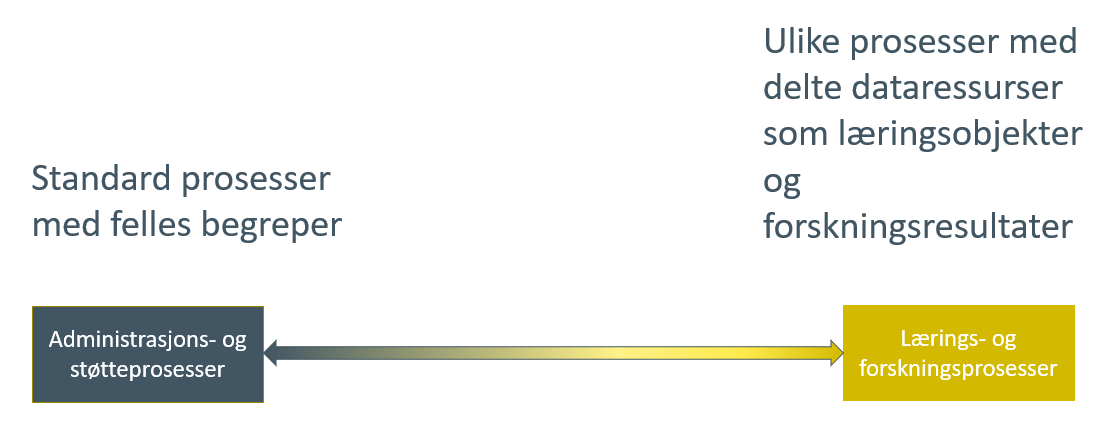 Standard prosesser
med felles begreper
Ulike prosesser med
delte dataressurser
som læringsobjekter
og
forskningsresultater
Administrasjons- og
støtteprosesser
Lærings- og
forskningsprosesser